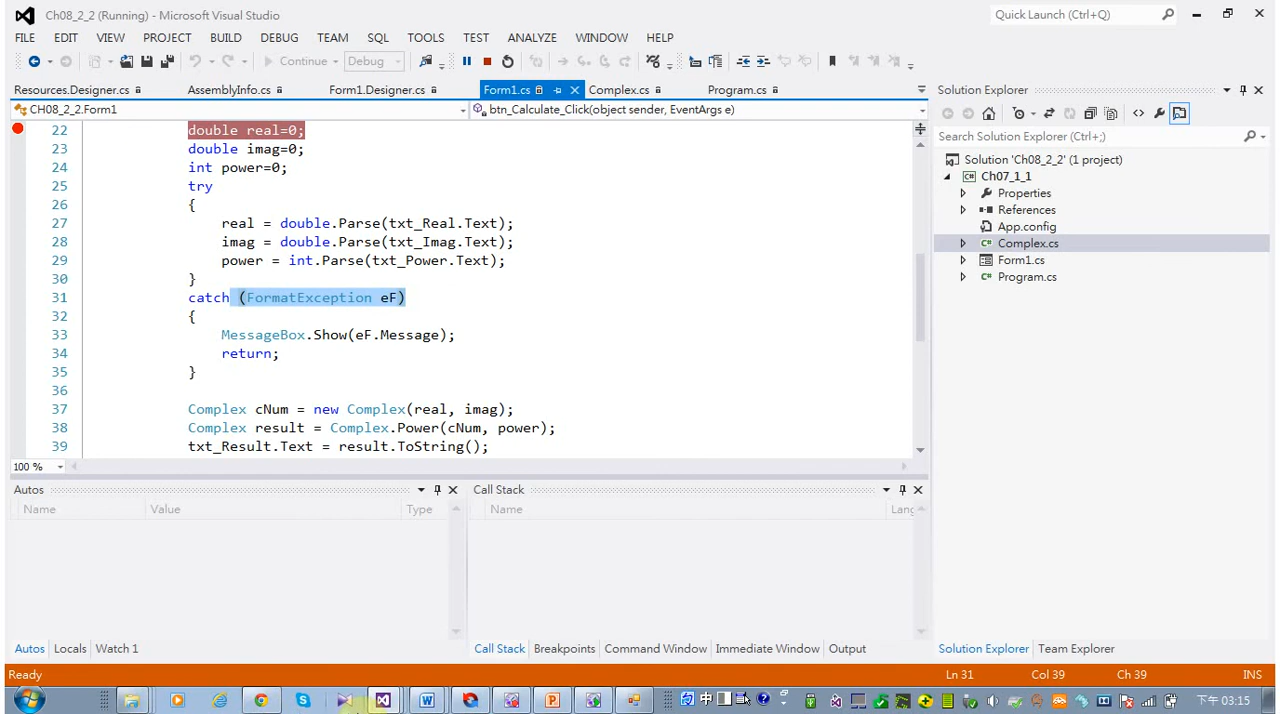 Ch08_2_2 (Running) - Microsoft Visual Studio
Quick Launch (Ctrl+Q)
FILE EDIT VIEW PROJECT BUILD DEBUG TEAM SQL TOOLS TEST ANALYZE WINDOW HELP
Continue Debug
Resources.Designer.cs AssemblyInfo.cs Form1.Designer.cs Form1.cs Complex.cs Program.cs
CH08_2_2.Form1
btn_Calculate_Click(object sender, EventArgs e)
22 double real=0;
23 double imag=0;
24 int power=0;
25 try
26 {
27 real = double.Parse(txt_Real.Text);
28 imag = double.Parse(txt_Imag.Text);
29 power = int.Parse(txt_Power.Text);
30 }
31 catch (FormatException eF)
32 {
33 MessageBox.Show(eF.Message);
34 return;
35 }
36
37 Complex cNum = new Complex(real, imag);
38 Complex result = Complex.Power(cNum, power);
39 txt_Result.Text = result.ToString();
100 %
Solution Explorer
Search Solution Explorer (Ctrl+;)
Solution 'Ch08_2_2' (1 project)
Ch07_1_1
Properties
References
App.config
Complex.cs
Form1.cs
Program.cs
Autos
Name Value Type
Call Stack
Name Lang
Autos Locals Watch 1
Call Stack Breakpoints Command Window Immediate Window Output
Solution Explorer Team Explorer
Ready
Ln 31 Col 39 Ch 39 INS
中
下午 03:15